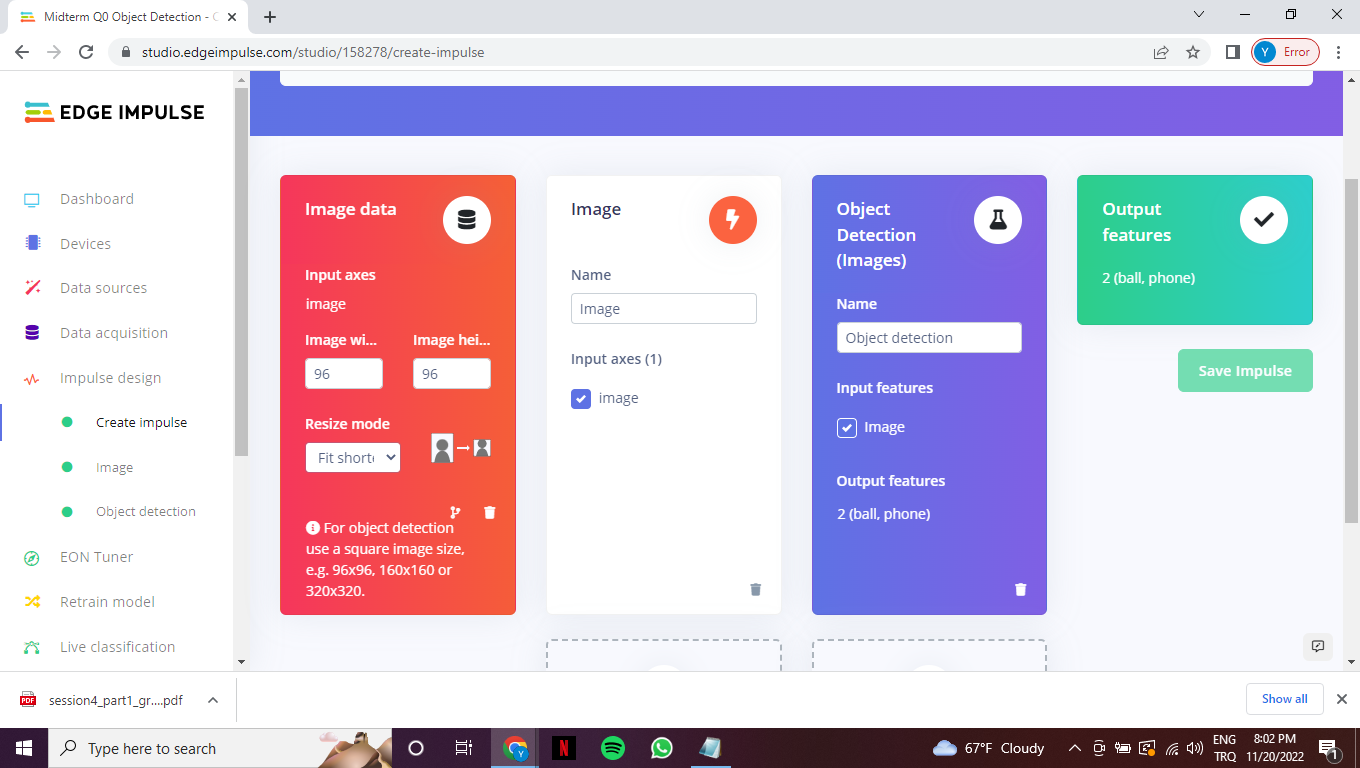 Midterm Q0 Object Detection - C
studio.edgeimpulse.com/studio/158278/create-impulse
Y Error
EDGE IMPULSE
Dashboard
Devices
Data sources
Data acquisition
Impulse design
Create impulse
Image
Object detection
EON Tuner
Retrain model
Live classification
Image data
Input axes
image
Image wi... Image hei...
96 96
Resize mode
Fit shorte
For object detection
use a square image size,
e.g. 96x96, 160x160 or
320x320.
Image
Name
Image
Input axes (1)
image
Object
Detection
(Images)
Name
Object detection
Input features
Image
Output features
2 (ball, phone)
Output
features
2 (ball, phone)
Save Impulse
PDF session4_part1_gr....pdf
Show all
Type here to search
Y
N
67°F Cloudy
ENG
TRQ
8:02 PM
11/20/2022
1